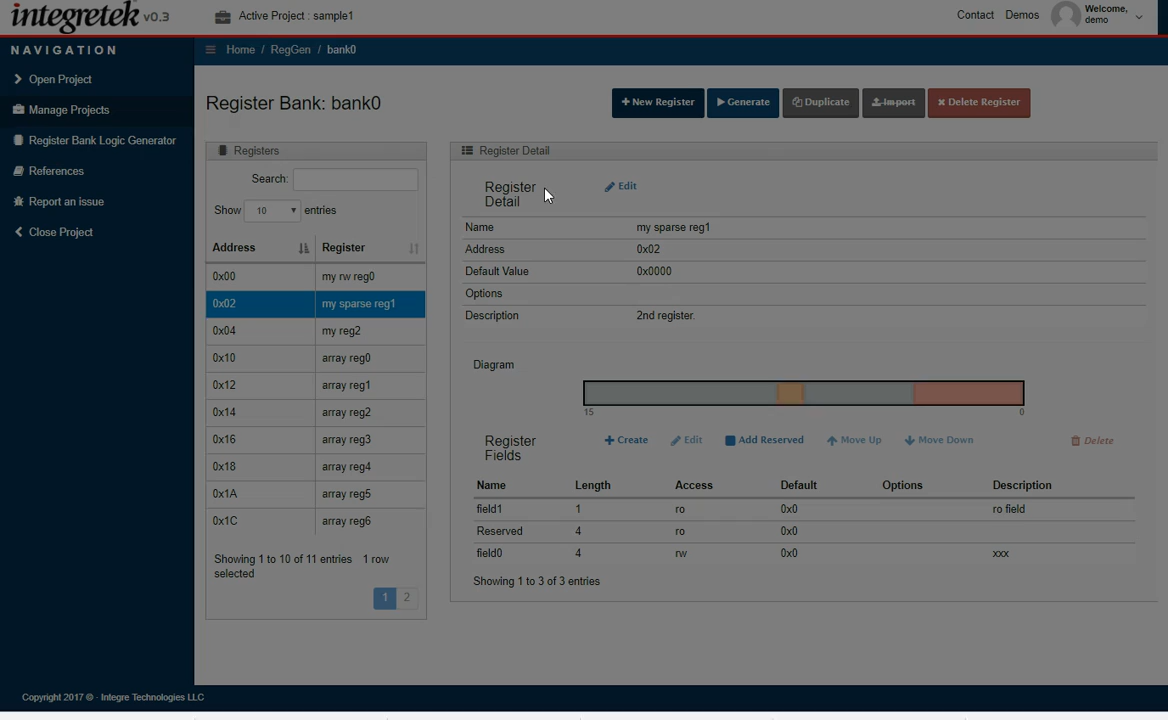 integretek v0.3
Active Project : sample1
Contact Demos Welcome, demo
NAVIGATION
Home / RegGen / bank0
Open Project
Manage Projects
Register Bank Logic Generator
References
Report an issue
Close Project
Register Bank: bank0
New Register Generate Duplicate Import Delete Register
Registers
Search:
Show 10 entries
Address Register
0x00 my rw reg0
0x02 my sparse reg1
0x04 my reg2
0x10 array reg0
0x12 array reg1
0x14 array reg2
0x16 array reg3
0x18 array reg4
0x1A array reg5
0x1C array reg6
Showing 1 to 10 of 11 entries 1 row
selected
1 2
Register Detail
Register
Detail
Edit
Name my sparse reg1
Address 0x02
Default Value 0x0000
Options
Description 2nd register.
Diagram
15 0
Register
Fields
Create Edit Add Reserved Move Up Move Down Delete
Name Length Access Default Options Description
field1 1 ro 0x0 ro field
Reserved 4 ro 0x0
field0 4 rw 0x0 xxx
Showing 1 to 3 of 3 entries
Copyright 2017 © - Integre Technologies LLC